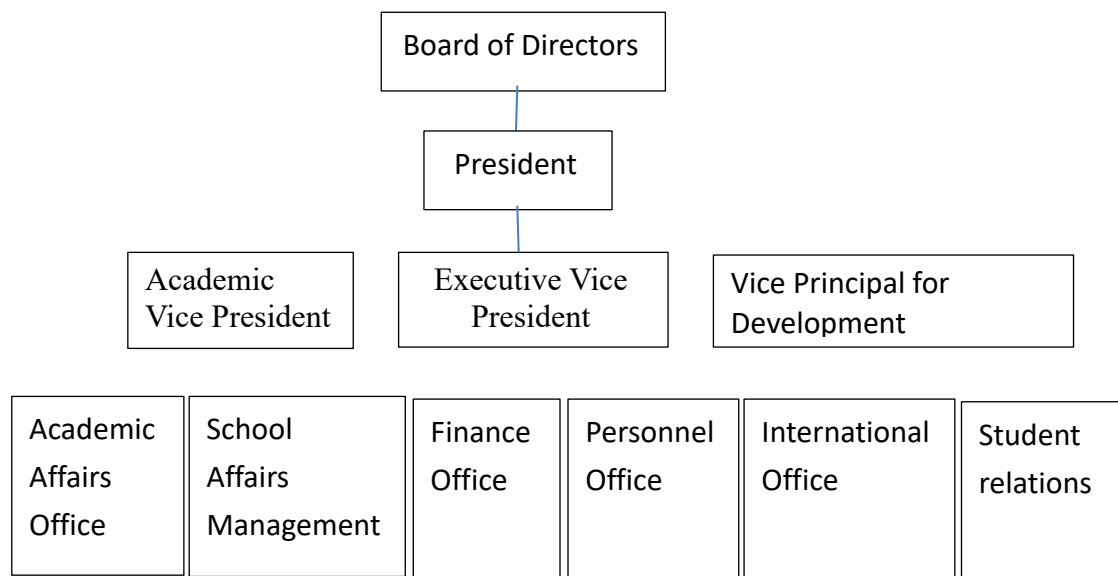 Board of Directors
President
Academic
Vice President
Executive Vice
President
Vice Principal for
Development
Academic
Affairs
Office
School
Affairs
Management
Finance
Office
Personnel
Office
International
Office
Student
relations